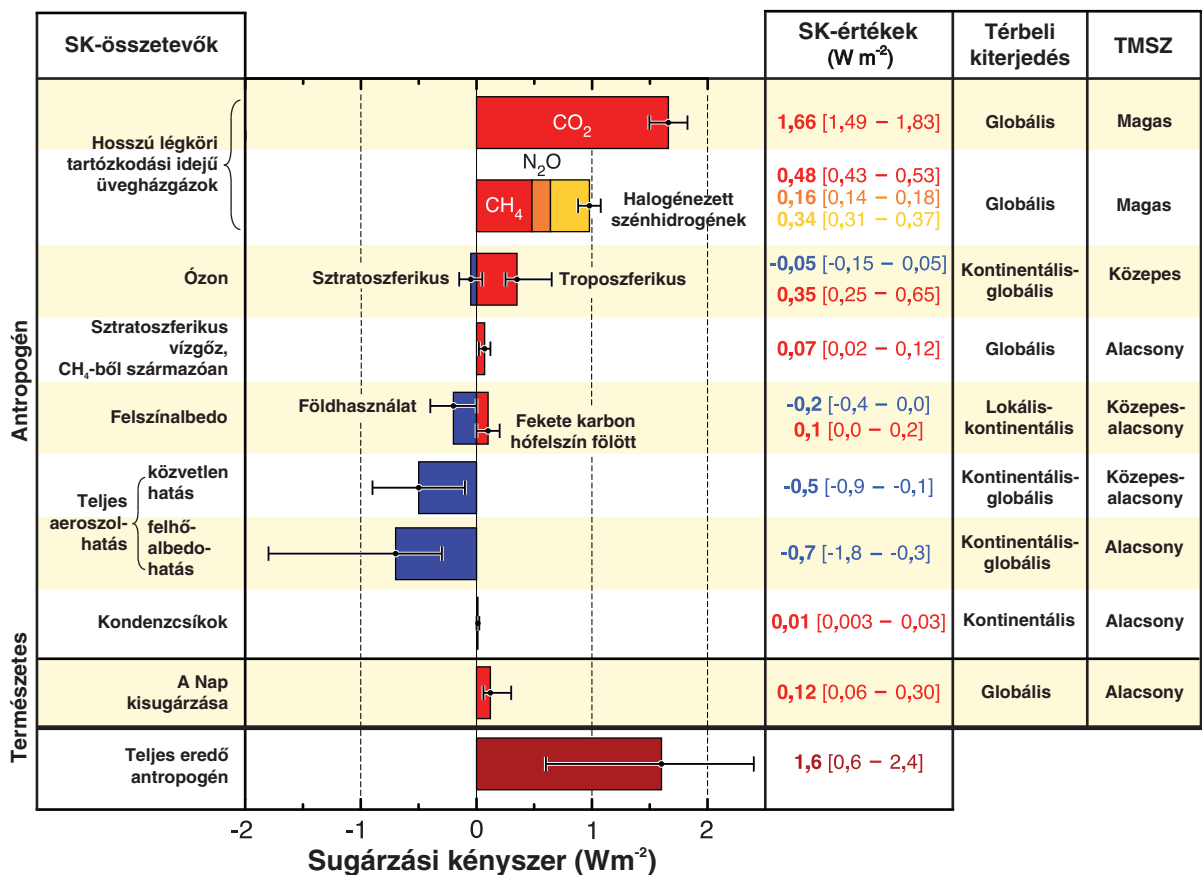 SK-összetevők
SK-értékek
(W m⁻²)
Térbeli
kiterjedés
TMSZ
Antropogén
Természetes
Hosszú légköri
tartózkodási idejű
üvegházgázok
CO₂
1,66 [1,49 – 1,83]
Globális
Magas
N₂O
CH₄
Halogénezett
szénhidrogének
0,48 [0,43 – 0,53]
0,16 [0,14 – 0,18]
0,34 [0,31 – 0,37]
Globális
Magas
Ózon
Sztratoszferikus
Troposzferikus
-0,05 [-0,15 – 0,05]
0,35 [0,25 – 0,65]
Kontinentális-
globális
Közepes
Sztratoszferikus
vízgőz,
CH₄-ből származóan
0,07 [0,02 – 0,12]
Globális
Alacsony
Felszínalbedo
Földhasználat
Fekete karbon
hófelszín fölött
-0,2 [-0,4 – 0,0]
0,1 [0,0 – 0,2]
Lokális-
kontinentális
Közepes-
alacsony
Teljes
aeroszol-
hatás
közvetlen
hatás
-0,5 [-0,9 – -0,1]
Kontinentális-
globális
Közepes-
alacsony
felhő-
albedo-
hatás
-0,7 [-1,8 – -0,3]
Kontinentális-
globális
Alacsony
Kondenzcsíkok
0,01 [0,003 – 0,03]
Kontinentális
Alacsony
A Nap
kisugárzása
0,12 [0,06 – 0,30]
Globális
Alacsony
Teljes eredő
antropogén
1,6 [0,6 – 2,4]
-2 -1 0 1 2
Sugárzási kényszer (Wm⁻²)